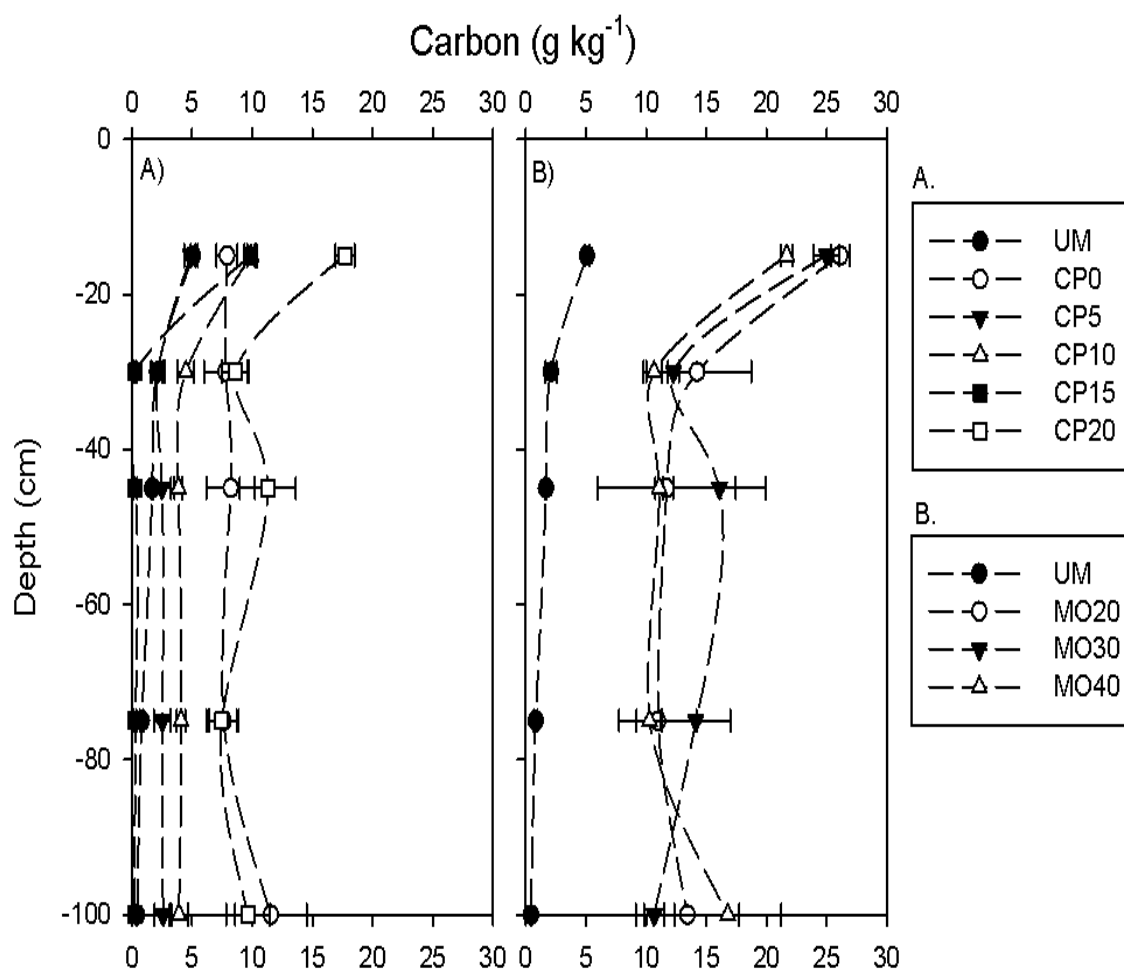 Carbon (g kg-1)
0 5 10 15 20 25 30
0 5 10 15 20 25 30
0
-20
-40
-60
-80
-100
Depth (cm)
A)
B)
0 5 10 15 20 25 30
0 5 10 15 20 25 30
A.
UM
CP0
CP5
CP10
CP15
CP20
B.
UM
MO20
MO30
MO40